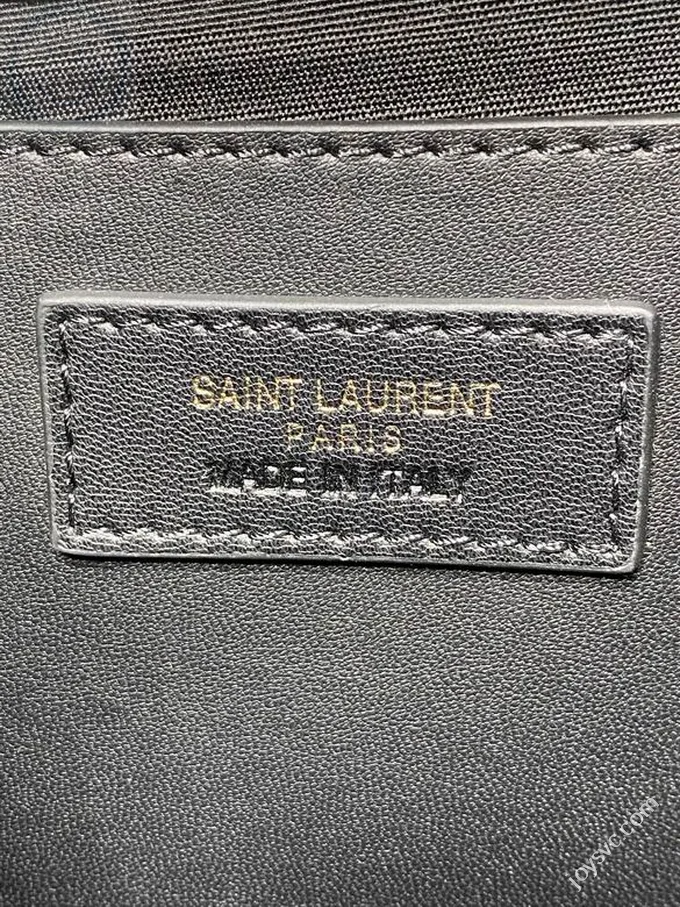 SAINT LAURENT
PARIS
MADE IN ITALY
joysvc.com